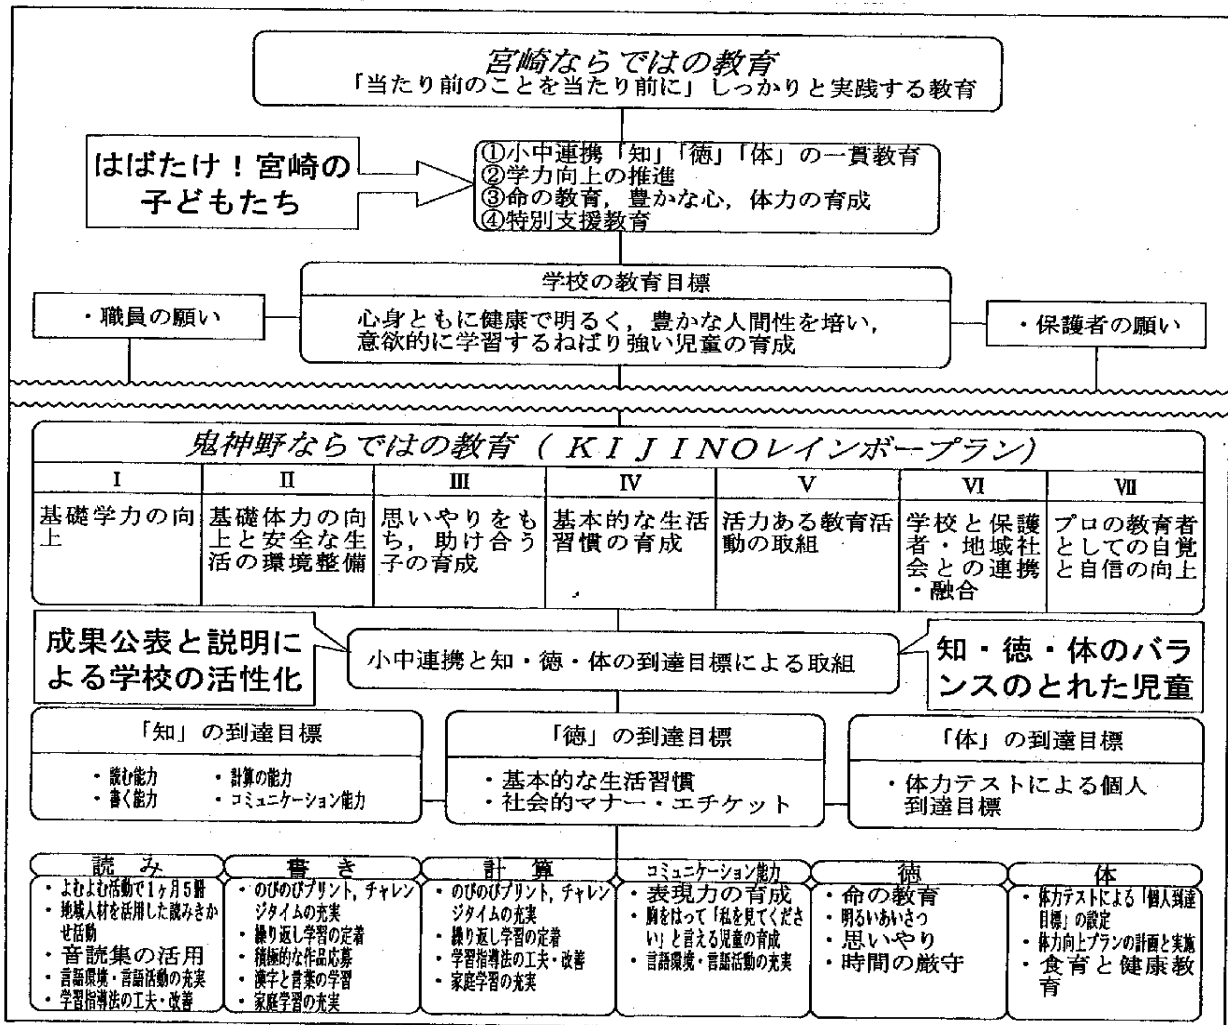 宮崎ならではの教育
「当たり前のことを当たり前に」しっかりと実践する教育
はばたけ！宮崎の
子どもたち
①小中連携「知」「徳」「体」の一貫教育
②学力向上の推進
③命の教育，豊かな心，体力の育成
④特別支援教育
学校の教育目標
・職員の願い
心身ともに健康で明るく，豊かな人間性を培い，
意欲的に学習するねばり強い児童の育成
・保護者の願い
鬼神野ならではの教育（ＫＩＪＩＮＯレインボープラン）
Ⅰ
基礎学力の向
上
Ⅱ
基礎体力の向
上と安全な生
活の環境整備
Ⅲ
思いやりをも
ち，助け合う
子の育成
Ⅳ
基本的な生活
習慣の育成
Ⅴ
活力ある教育活
動の取組
Ⅵ
学校と保護
者・地域社
会との連携
・融合
Ⅶ
プロの教育者
としての自覚
と自信の向上
成果公表と説明に
よる学校の活性化
小中連携と知・徳・体の到達目標による取組
知・徳・体のバラ
ンスのとれた児童
「知」の到達目標
・読む能力　・計算の能力
・書く能力　・コミュニケーション能力
「徳」の到達目標
・基本的な生活習慣
・社会的マナー・エチケット
「体」の到達目標
・体力テストによる個人
到達目標
読み
・よむよむ活動で１ヶ月５冊
・地域人材を活用した読みきか
せ活動
・音読集の活用
・言語環境・言語活動の充実
・学習指導法の工夫・改善
書き
・のびのびプリント，チャレン
ジタイムの充実
・繰り返し学習の定着
・積極的な作品応募
・漢字と言葉の学習
・家庭学習の充実
計算
・のびのびプリント，チャレン
ジタイムの充実
・繰り返し学習の定着
・学習指導法の工夫・改善
・家庭学習の充実
コミュニケーション能力
・表現力の育成
・胸をはって「私を見てくださ
い」と言える児童の育成
・言語環境・言語活動の充実
徳
・命の教育
・明るいあいさつ
・思いやり
・時間の厳守
体
・体力テストによる「個人到達
目標」の設定
・体力向上プランの計画と実施
・食育と健康教
育